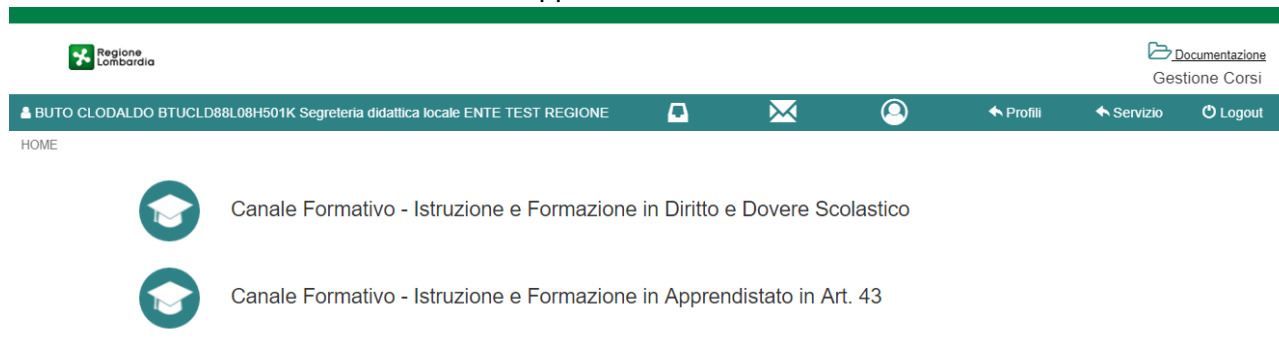 Regione
Lombardia
Documentazione
Gestione Corsi
BUTO CLODALDO BTUCLD88L08H501K Segreteria didattica locale ENTE TEST REGIONE
Profili
Servizio
Logout
HOME
Canale Formativo - Istruzione e Formazione in Diritto e Dovere Scolastico
Canale Formativo - Istruzione e Formazione in Apprendistato in Art. 43